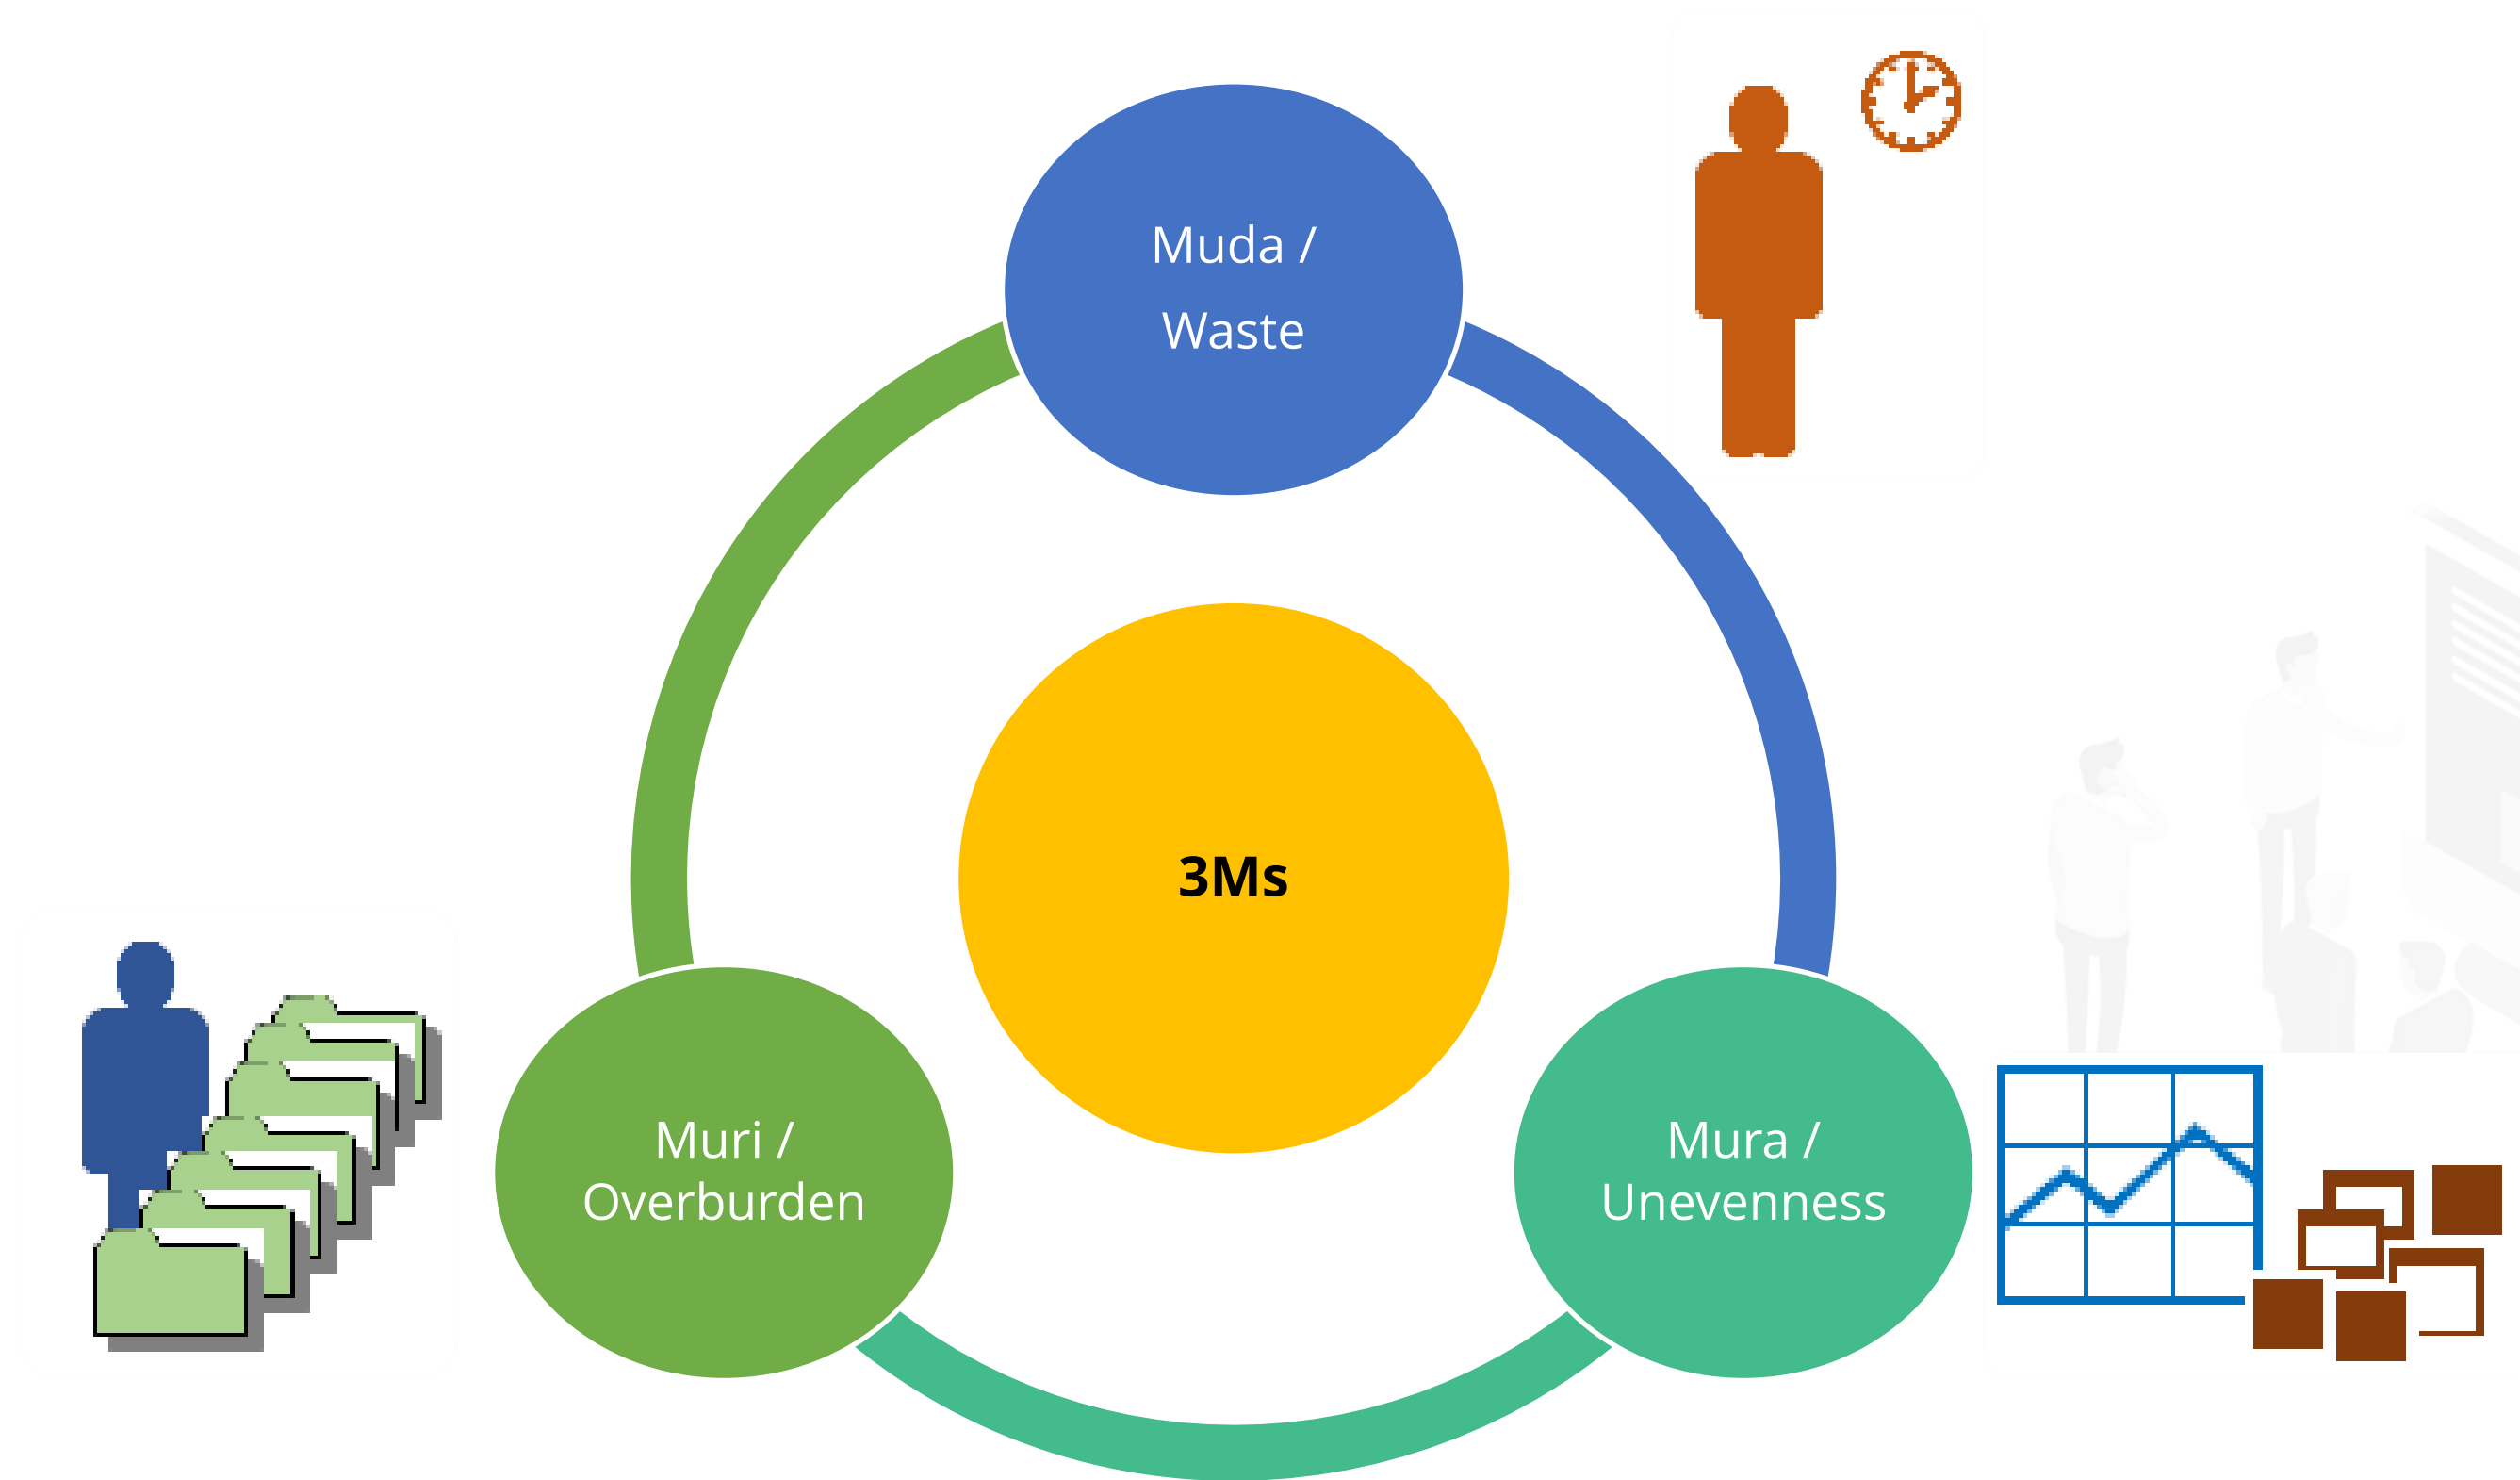 Muda /
Waste
3Ms
Muri /
Overburden
Mura /
Unevenness